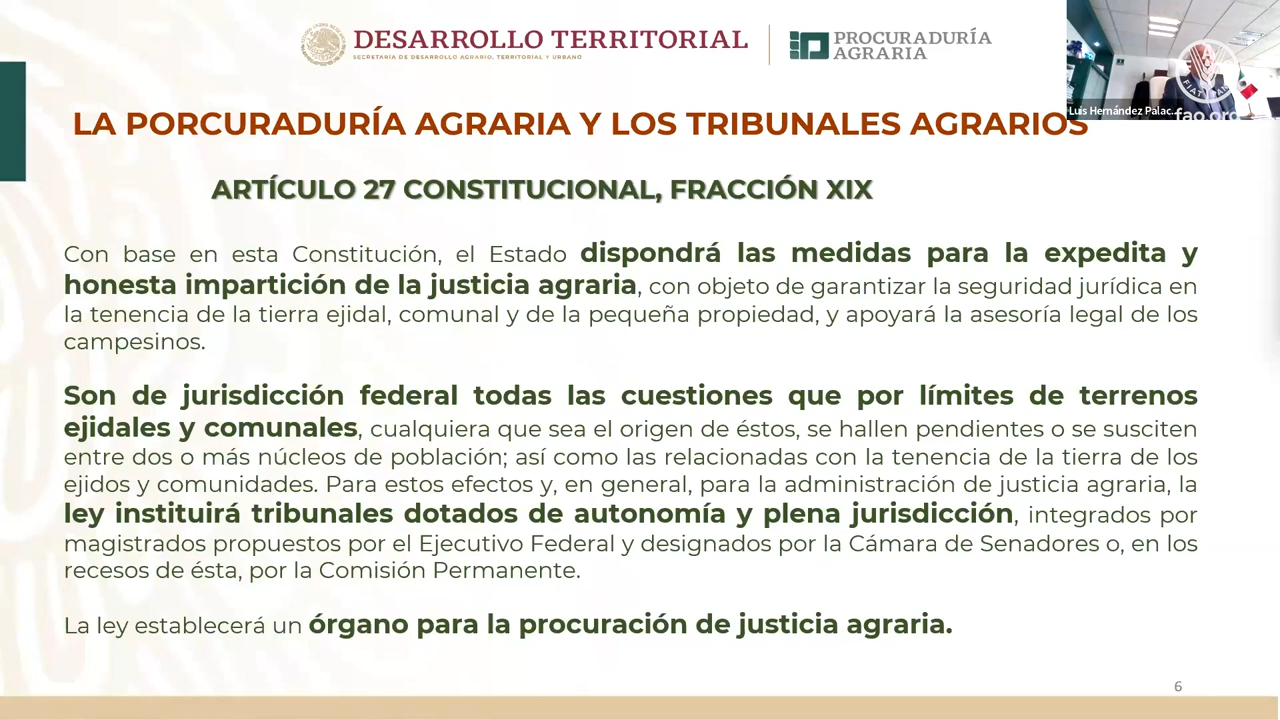 DESARROLLO TERRITORIAL
SECRETARÍA DE DESARROLLO AGRARIO, TERRITORIAL Y URBANO
PROCURADURÍA
AGRARIA
Luis Hernández Palac...
FIAT PANIS
fao.org
LA PORCURADURÍA AGRARIA Y LOS TRIBUNALES AGRARIOS
ARTÍCULO 27 CONSTITUCIONAL, FRACCIÓN XIX
Con base en esta Constitución, el Estado dispondrá las medidas para la expedita y
honesta impartición de la justicia agraria, con objeto de garantizar la seguridad jurídica en
la tenencia de la tierra ejidal, comunal y de la pequeña propiedad, y apoyará la asesoría legal de los
campesinos.
Son de jurisdicción federal todas las cuestiones que por límites de terrenos
ejidales y comunales, cualquiera que sea el origen de éstos, se hallen pendientes o se susciten
entre dos o más núcleos de población; así como las relacionadas con la tenencia de la tierra de los
ejidos y comunidades. Para estos efectos y, en general, para la administración de justicia agraria, la
ley instituirá tribunales dotados de autonomía y plena jurisdicción, integrados por
magistrados propuestos por el Ejecutivo Federal y designados por la Cámara de Senadores o, en los
recesos de ésta, por la Comisión Permanente.
La ley establecerá un órgano para la procuración de justicia agraria.
6